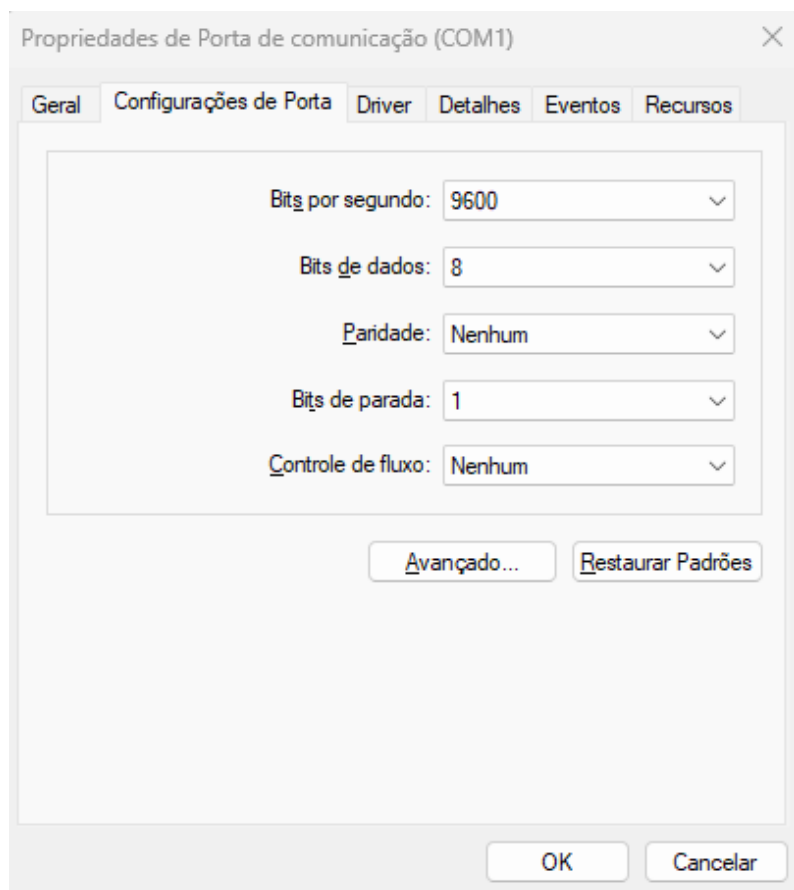 Propriedades de Porta de comunicação (COM1)
Geral Configurações de Porta Driver Detalhes Eventos Recursos
Bits por segundo: 9600
Bits de dados: 8
Paridade: Nenhum
Bits de parada: 1
Controle de fluxo: Nenhum
Avançado... Restaurar Padrões
OK Cancelar